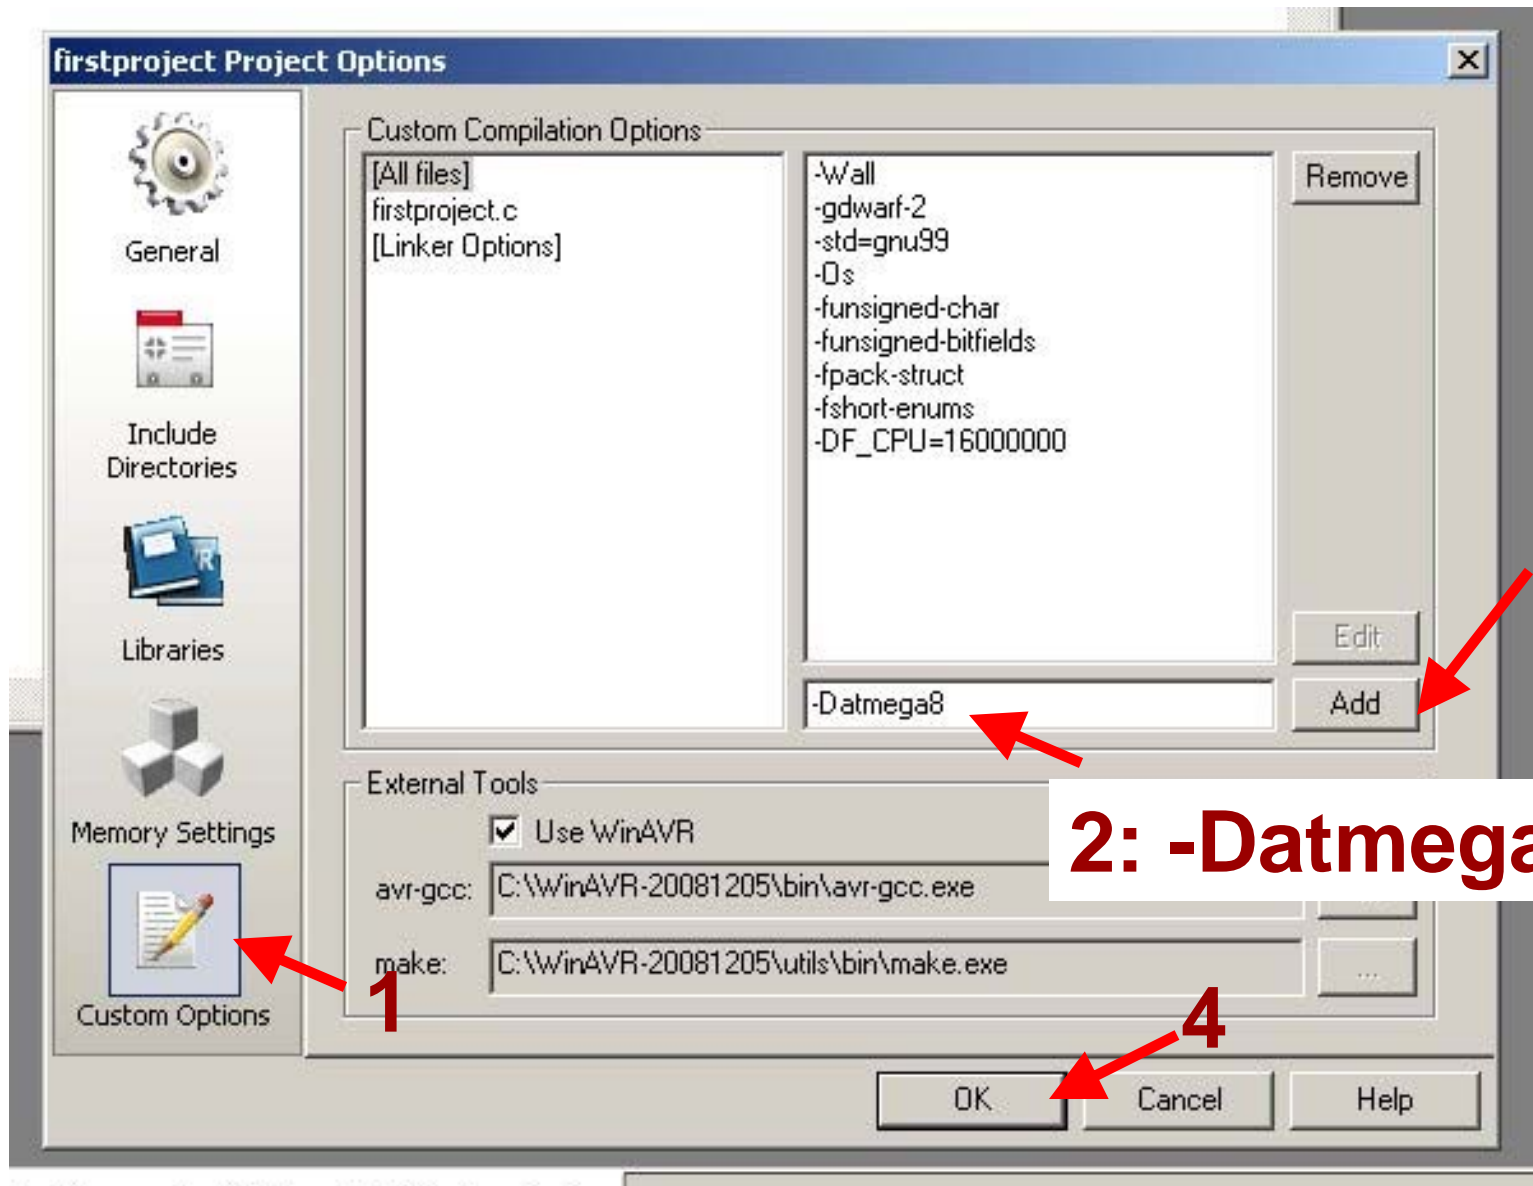 firstproject Project Options
General
Include
Directories
Libraries
Memory Settings
Custom Options
Custom Compilation Options
[All files]
firstproject.c
[Linker Options]
-Wall
-gdwarf-2
-std=gnu99
-Os
-funsigned-char
-funsigned-bitfields
-fpack-struct
-fshort-enums
-DF_CPU=16000000
Remove
Edit
-Datmega8
Add
External Tools
Use WinAVR
2: -Datmega
avr-gcc: C:\WinAVR-20081205\bin\avr-gcc.exe
make: C:\WinAVR-20081205\utils\bin\make.exe ...
1
4
OK Cancel Help